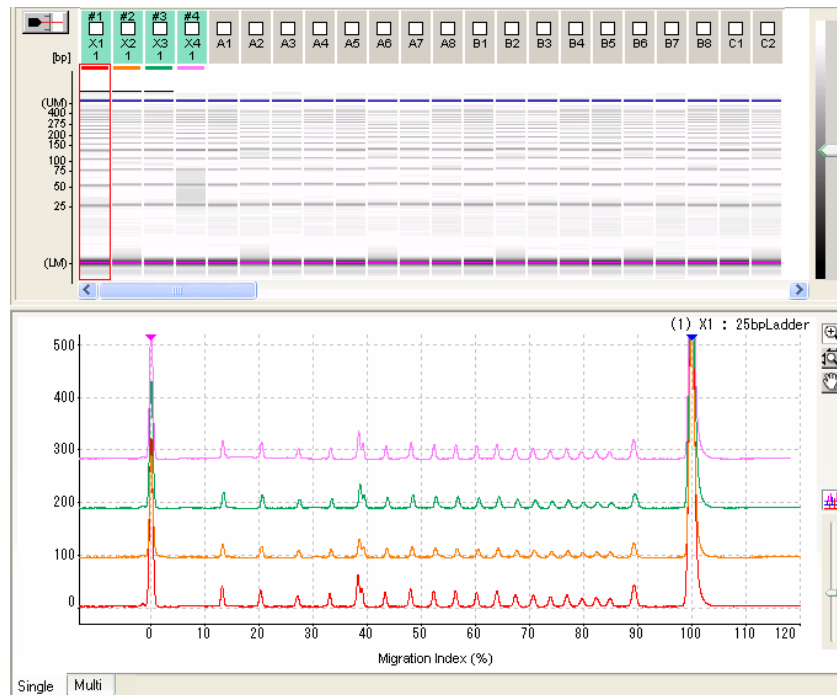 #1 #2 #3 #4
X1 X2 X3 X4 A1 A2 A3 A4 A5 A6 A7 A8 B1 B2 B3 B4 B5 B6 B7 B8 C1 C2
1 1 1 1
[bp]
(UM)
400
275
200
150
100
75
50
25
(LM)
(1) X1 : 25bpLadder
500
400
300
200
100
0
0 10 20 30 40 50 60 70 80 90 100 110 120
Migration Index (%)
Single Multi